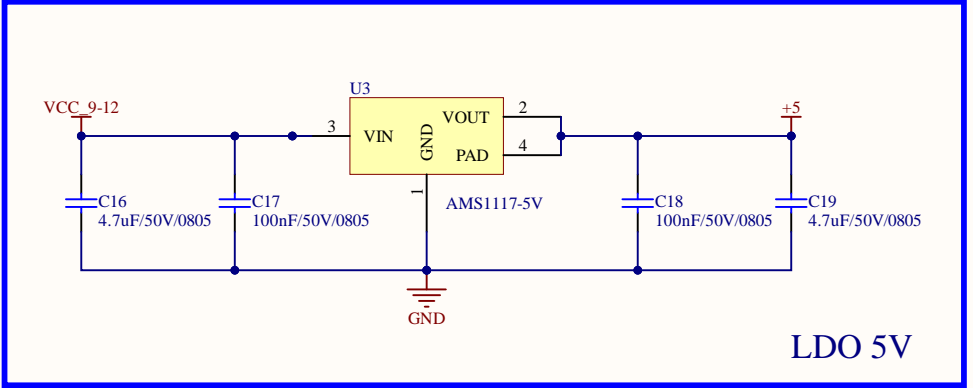 U3
VCC_9-12
+5
3
VIN
GND
VOUT
2
PAD
4
1
AMS1117-5V
C16
4.7uF/50V/0805
C17
100nF/50V/0805
C18
100nF/50V/0805
C19
4.7uF/50V/0805
GND
LDO 5V